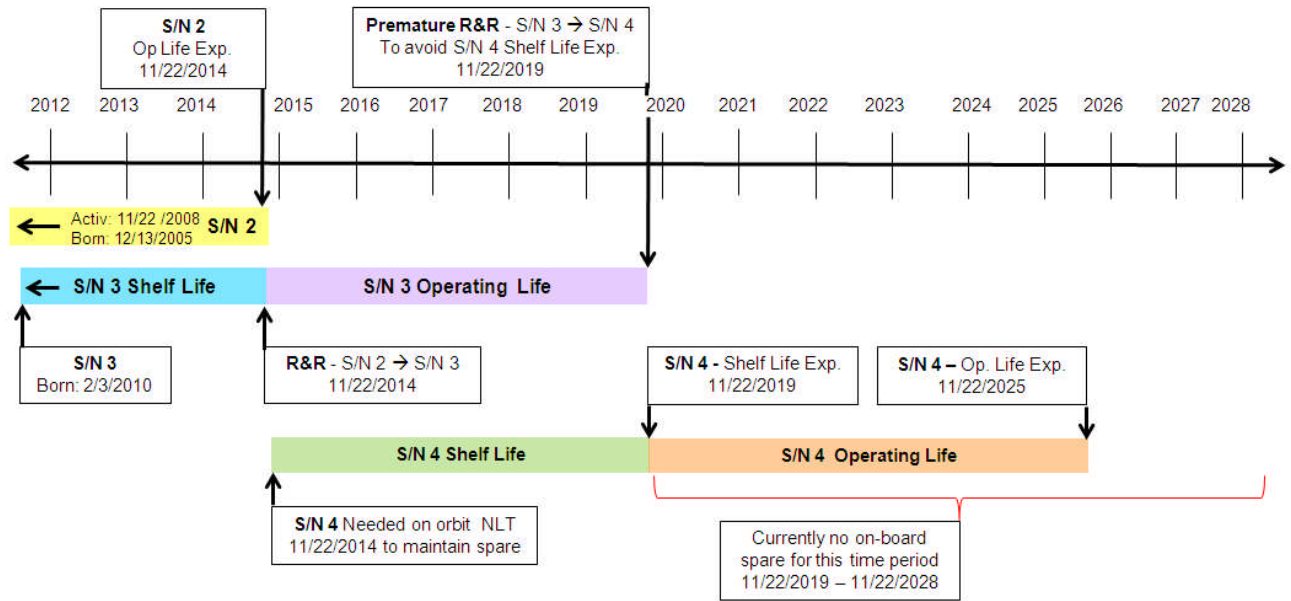 S/N 2
Op Life Exp.
11/22/2014
Premature R&R - S/N 3 → S/N 4
To avoid S/N 4 Shelf Life Exp.
11/22/2019
2012 2013 2014 2015 2016 2017 2018 2019 2020 2021 2022 2023 2024 2025 2026 2027 2028
Activ: 11/22 /2008 S/N 2
Born: 12/13/2005
S/N 3 Shelf Life
S/N 3 Operating Life
S/N 3
Born: 2/3/2010
R&R - S/N 2 → S/N 3
11/22/2014
S/N 4 - Shelf Life Exp.
11/22/2019
S/N 4 – Op. Life Exp.
11/22/2025
S/N 4 Shelf Life
S/N 4 Operating Life
S/N 4 Needed on orbit NLT
11/22/2014 to maintain spare
Currently no on-board
spare for this time period
11/22/2019 – 11/22/2028